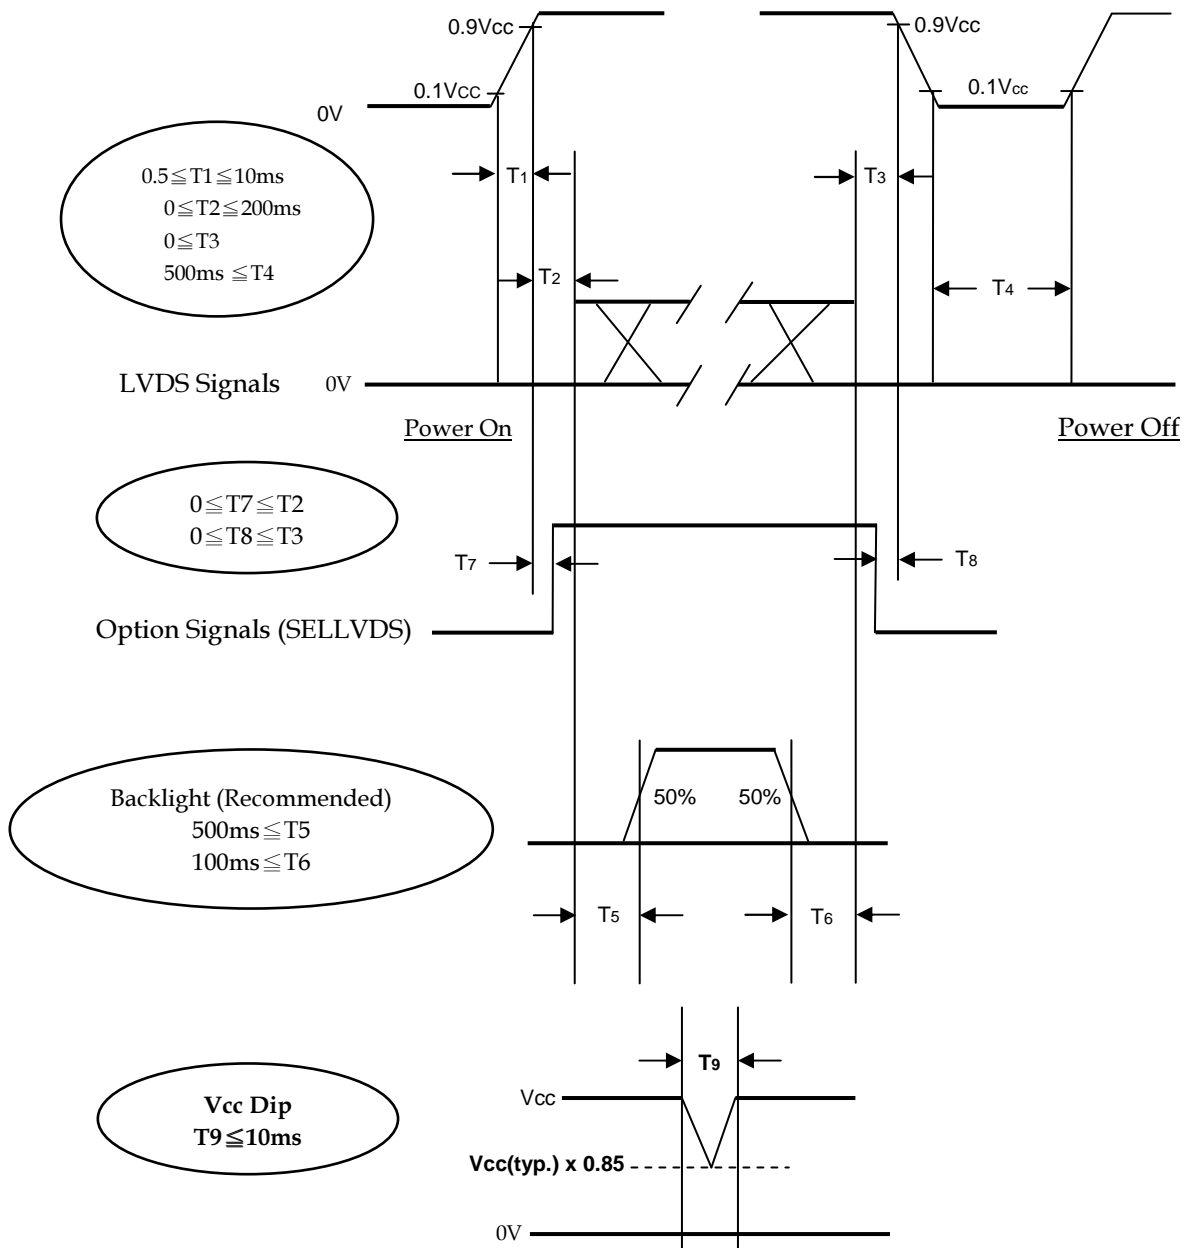 0.9Vcc
0.9Vcc
0.1Vcc
0.1Vcc
0V
0.5≦T1≦10ms
0≦T2≦200ms
0≦T3
500ms ≦T4
T1
T3
T2
T4
LVDS Signals 0V
Power On
Power Off
0≦T7≦T2
0≦T8≦T3
T7
T8
Option Signals (SELLVDS)
Backlight (Recommended)
500ms≦T5
100ms≦T6
50% 50%
T5
T6
T9
Vcc Dip
T9≦10ms
Vcc
Vcc(typ.) x 0.85
0V